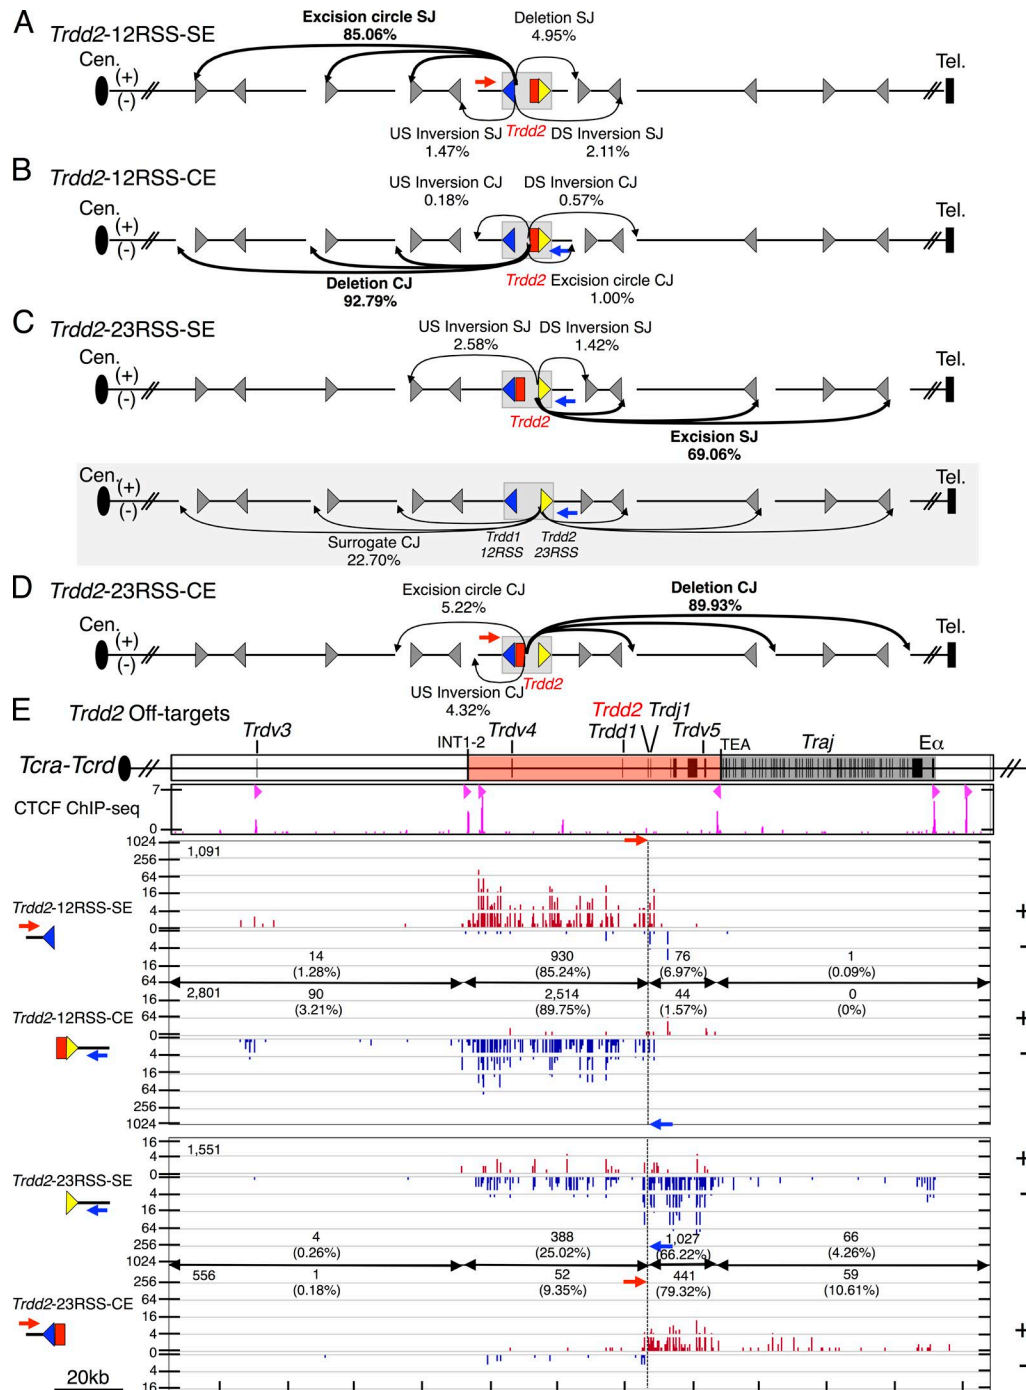 A
Trdd2-12RSS-SE
Excision circle SJ
85.06%
Deletion SJ
4.95%
Cen.
(+)
(-)
Tel.
US Inversion SJ
1.47%
Trdd2
DS Inversion SJ
2.11%
B
Trdd2-12RSS-CE
US Inversion CJ
0.18%
DS Inversion CJ
0.57%
Cen.
(+)
(-)
Tel.
Deletion CJ
92.79%
Trdd2
Excision circle CJ
1.00%
C
Trdd2-23RSS-SE
US Inversion SJ
2.58%
DS Inversion SJ
1.42%
Cen.
(+)
(-)
Tel.
Trdd2
Excision SJ
69.06%
Cen.
(+)
(-)
Tel.
Surrogate CJ
22.70%
Trdd1
12RSS
Trdd2
23RSS
D
Trdd2-23RSS-CE
Excision circle CJ
5.22%
Deletion CJ
89.93%
Cen.
(+)
(-)
Tel.
US Inversion CJ
4.32%
Trdd2
E
Trdd2 Off-targets
Trdd2 Trdj1
Trdv3
INT1-2
Trdv4
Trdd1
Trdv5
TEA
Traj
Eα
Tcra-Tcrd
CTCF ChIP-seq
7
0
1024
256
64
16
4
0
4
16
64
1,091
Trdd2-12RSS-SE
+
-
14
(1.28%)
930
(85.24%)
76
(6.97%)
1
(0.09%)
2,801
90
(3.21%)
2,514
(89.75%)
44
(1.57%)
0
(0%)
Trdd2-12RSS-CE
16
64
0
4
16
64
256
1024
+
-
1,551
16
4
0
4
16
64
256
1024
Trdd2-23RSS-SE
+
-
4
(0.26%)
388
(25.02%)
1,027
(66.22%)
66
(4.26%)
556
1
(0.18%)
52
(9.35%)
441
(79.32%)
59
(10.61%)
Trdd2-23RSS-CE
256
64
16
4
0
4
16
+
-
20kb